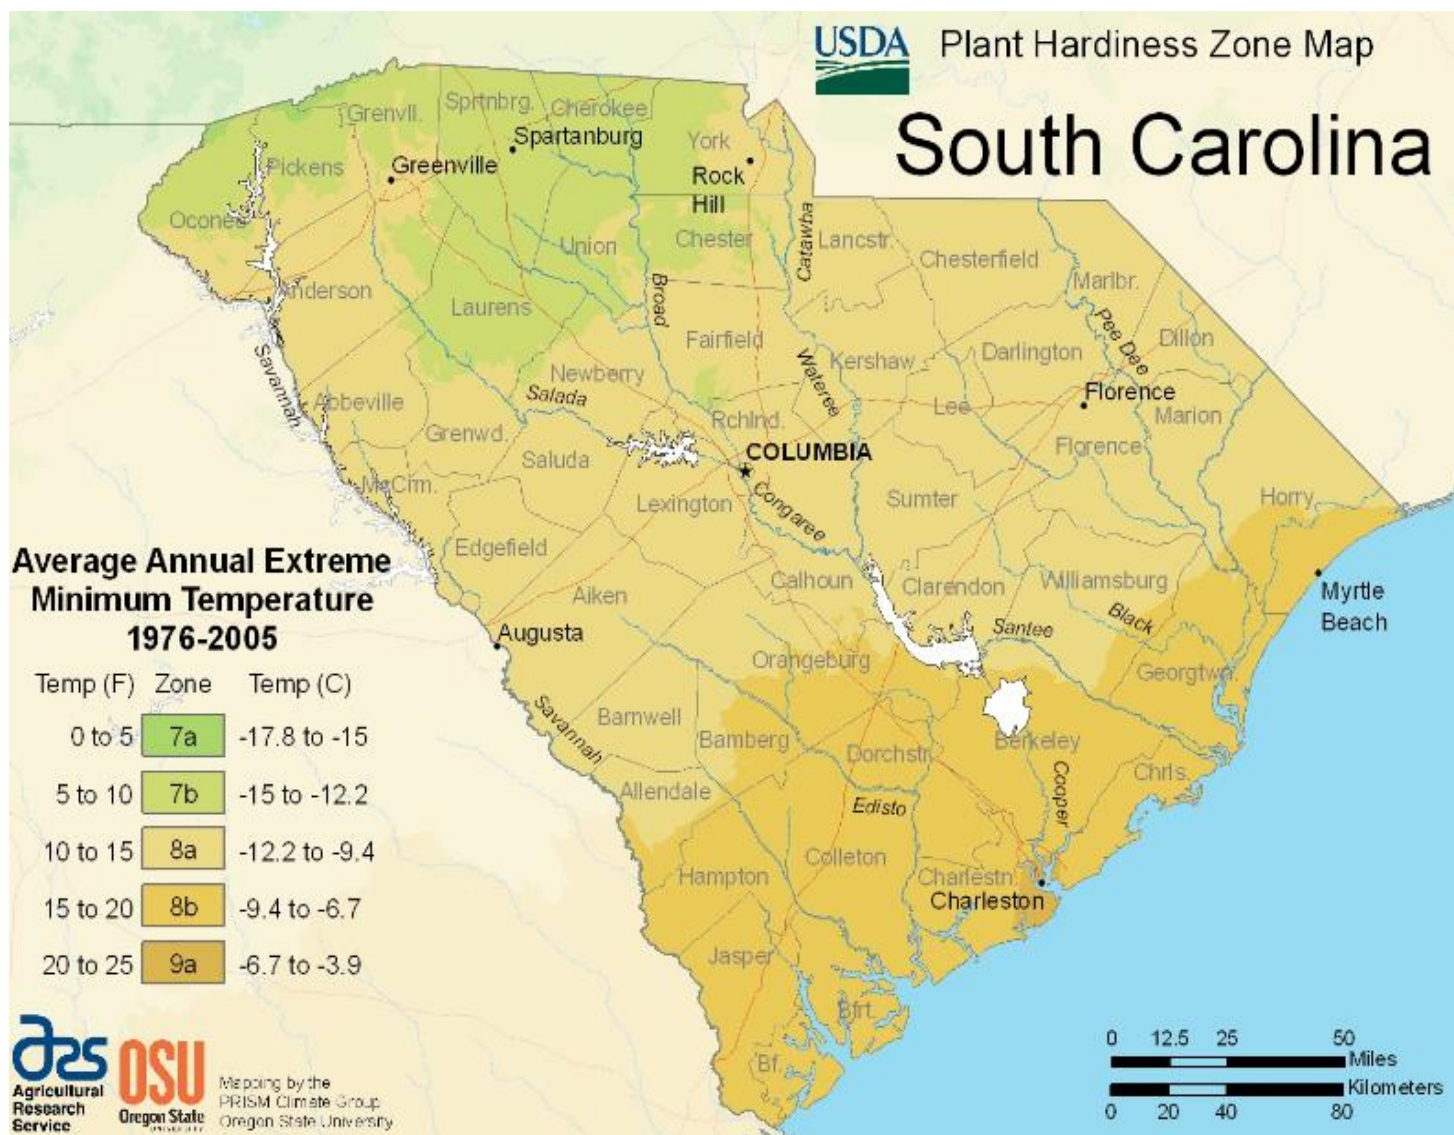 USDA
Plant Hardiness Zone Map
South Carolina
Grenvll.
Sprtnbrg.
Cherokee
Spartanburg
York
Pickens
Greenville
Rock
Hill
Oconee
Union
Chester
Catawba
Lancstr.
Chesterfield
Marlbr.
Anderson
Laurens
Broad
Fairfield
Pee Dee
Dillon
Savannah
Newberry
Salada
Wateree
Kershaw
Darlington
Florence
Abbeville
Grenwd.
Rchlnd.
Lee
Marion
Florence
Saluda
COLUMBIA
McCrm.
Lexington
Congaree
Sumter
Horry
Edgefield
Calhoun
Clarendon
Williamsburg
Aiken
Myrtle
Beach
Augusta
Santee
Black
Orangeburg
Georgtwn.
Savannah
Barnwell
Bamberg
Dorchstr.
Berkeley
Chrls.
Allendale
Edisto
Cooper
Colleton
Hampton
Charlestn.
Charleston
Jasper
Bfrt.
Bf.
Average Annual Extreme
Minimum Temperature
1976-2005
Temp (F) Zone Temp (C)
0 to 5 7a -17.8 to -15
5 to 10 7b -15 to -12.2
10 to 15 8a -12.2 to -9.4
15 to 20 8b -9.4 to -6.7
20 to 25 9a -6.7 to -3.9
ars
Agricultural
Research
Service
OSU
Oregon State
UNIVERSITY
Mapping by the
PRISM Climate Group
Oregon State University
0 12.5 25 50
Miles
Kilometers
0 20 40 80